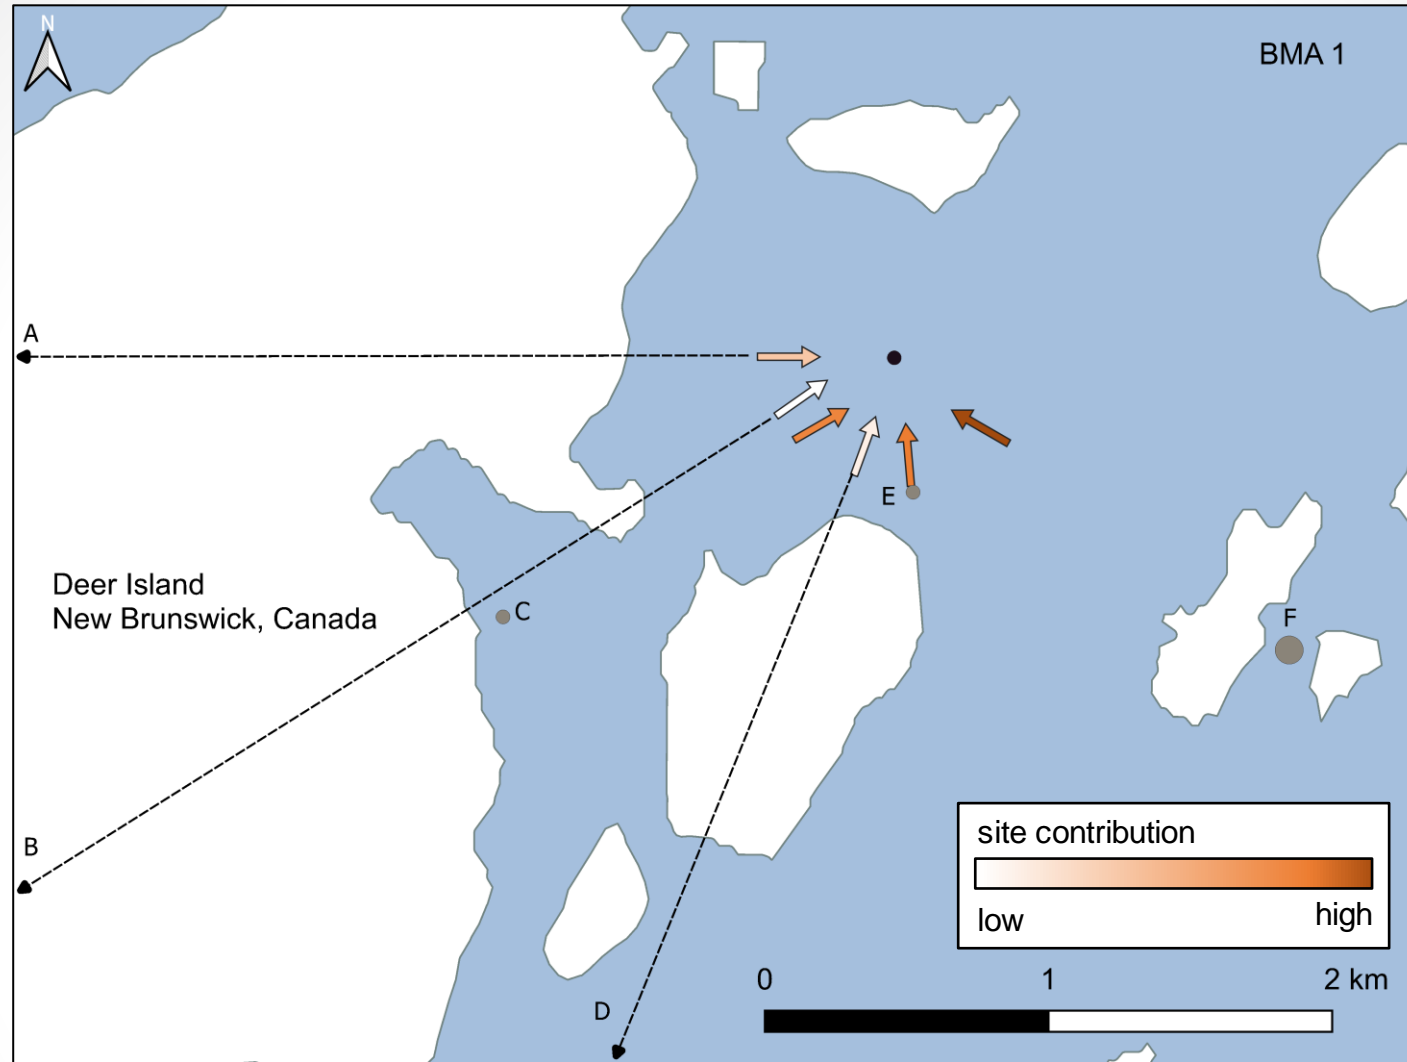 N
BMA 1
A
E
Deer Island
New Brunswick, Canada
C
F
B
site contribution
low high
0 1 2 km
D